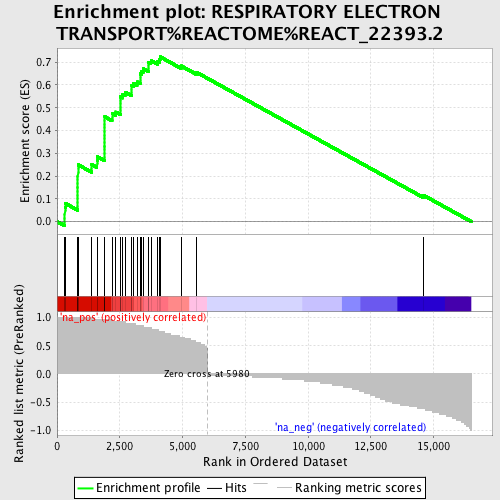 Enrichment plot: RESPIRATORY ELECTRON
TRANSPORT%REACTOME%REACT_22393.2
Enrichment score (ES)
0.7
0.6
0.5
0.4
0.3
0.2
0.1
0.0
Ranked list metric (PreRanked)
1.0
0.5
0.0
-0.5
-1.0
'na_pos' (positively correlated)
Zero cross at 5980
'na_neg' (negatively correlated)
0 2,500 5,000 7,500 10,000 12,500 15,000
Rank in Ordered Dataset
Enrichment profile Hits Ranking metric scores